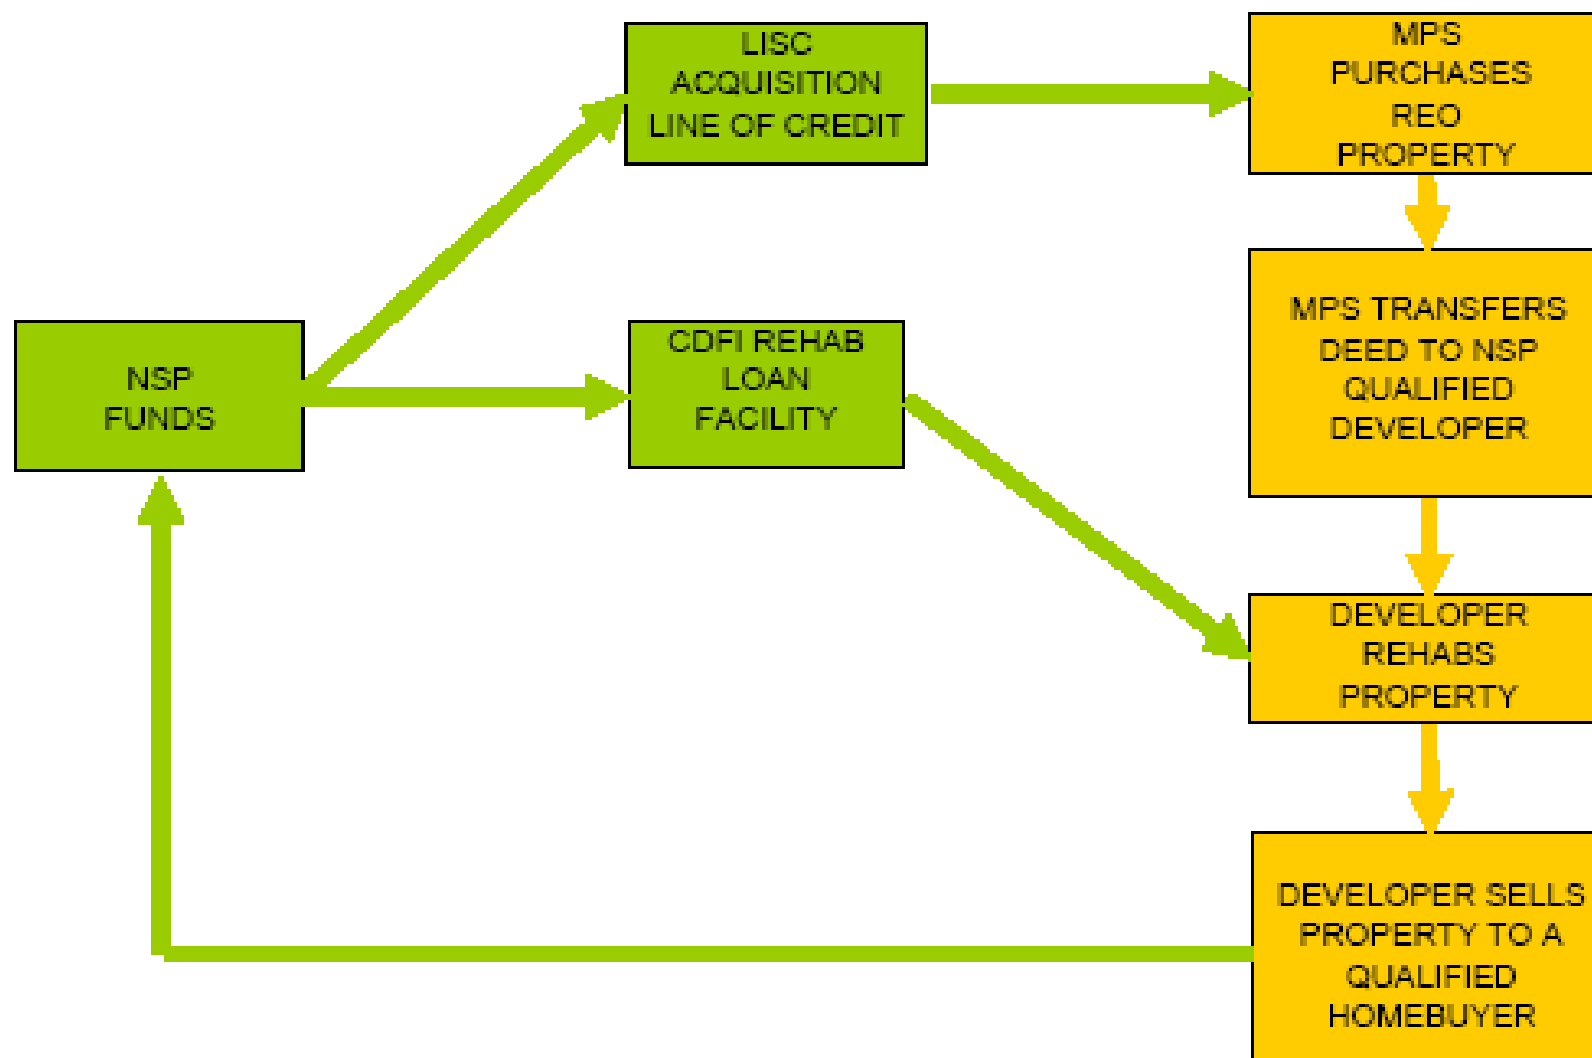 LISC
ACQUISITION
LINE OF CREDIT
MPS
PURCHASES
REO
PROPERTY
MPS TRANSFERS
DEED TO NSP
QUALIFIED
DEVELOPER
NSP
FUNDS
CDFI REHAB
LOAN
FACILITY
DEVELOPER
REHABS
PROPERTY
DEVELOPER SELLS
PROPERTY TO A
QUALIFIED
HOMEBUYER